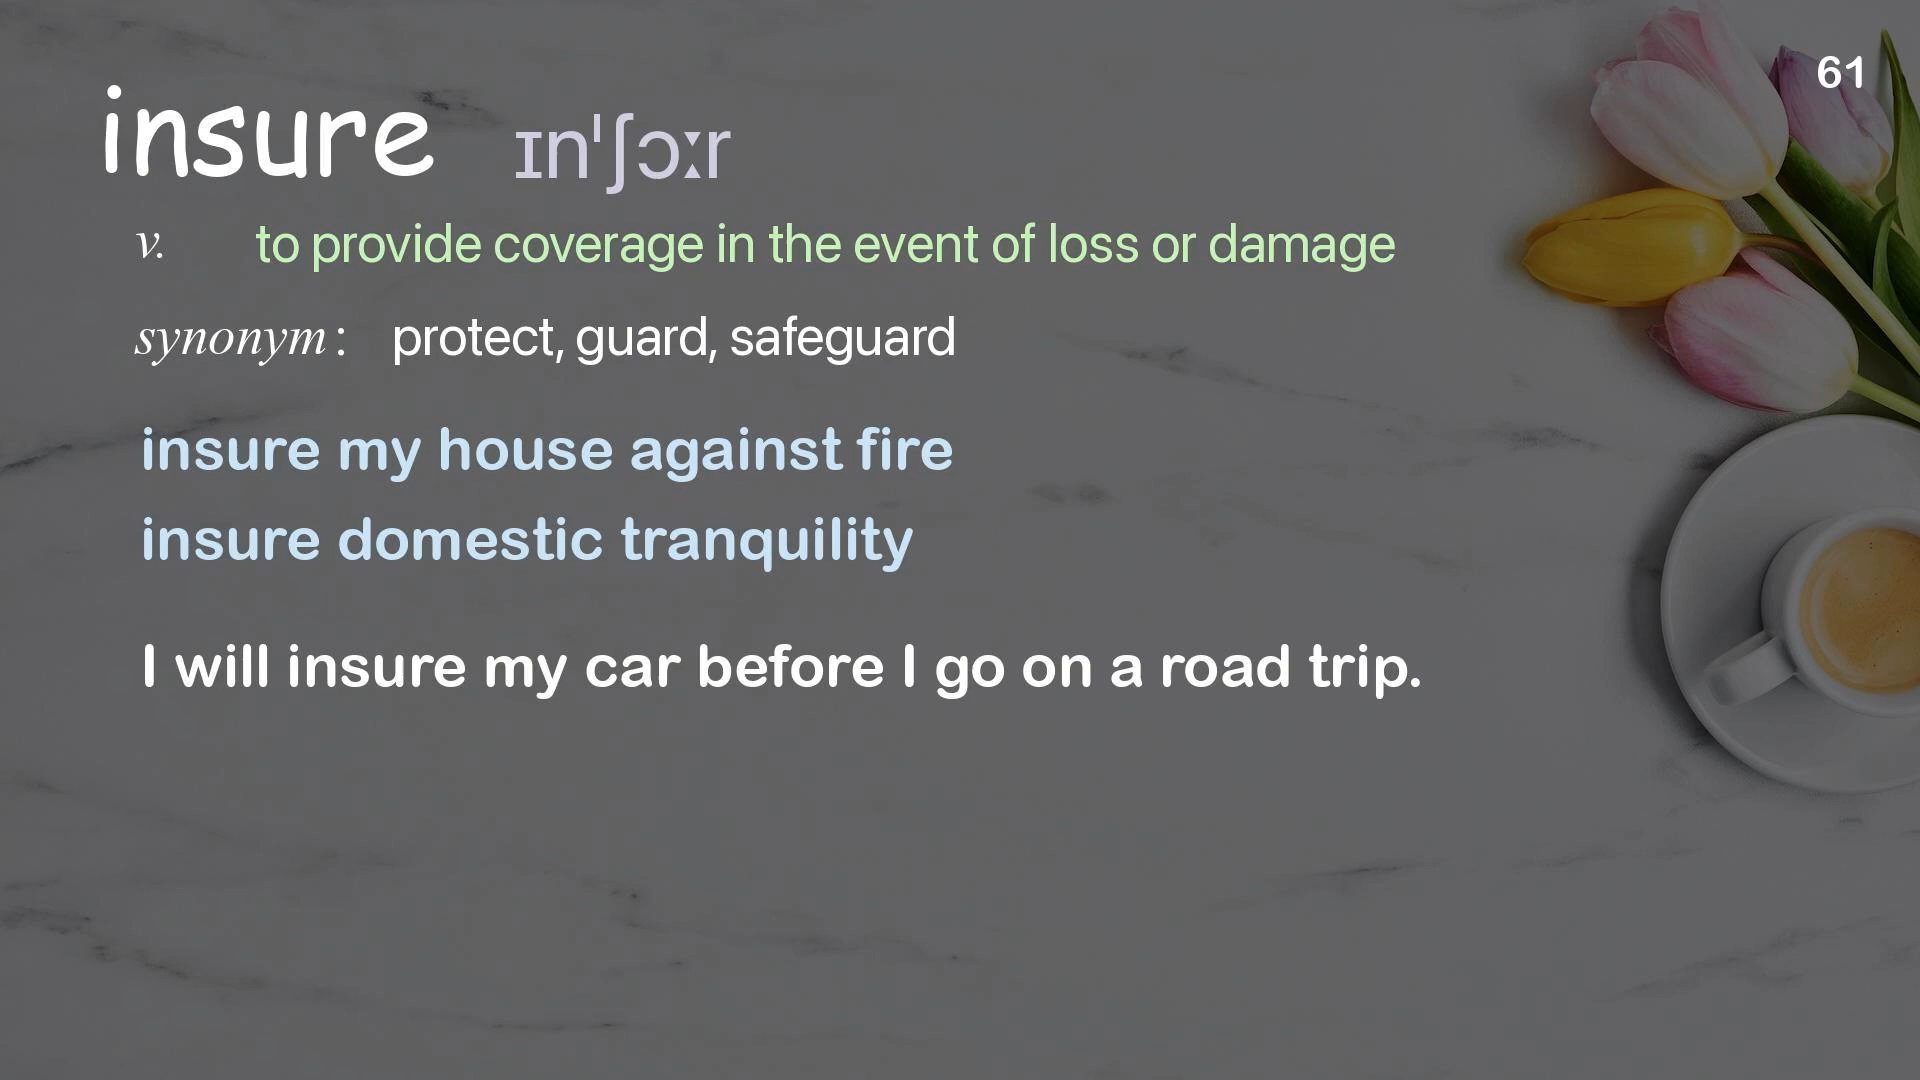 61
insure ɪnˈʃɔːr
v. to provide coverage in the event of loss or damage
synonym : protect, guard, safeguard
insure my house against fire
insure domestic tranquility
I will insure my car before I go on a road trip.